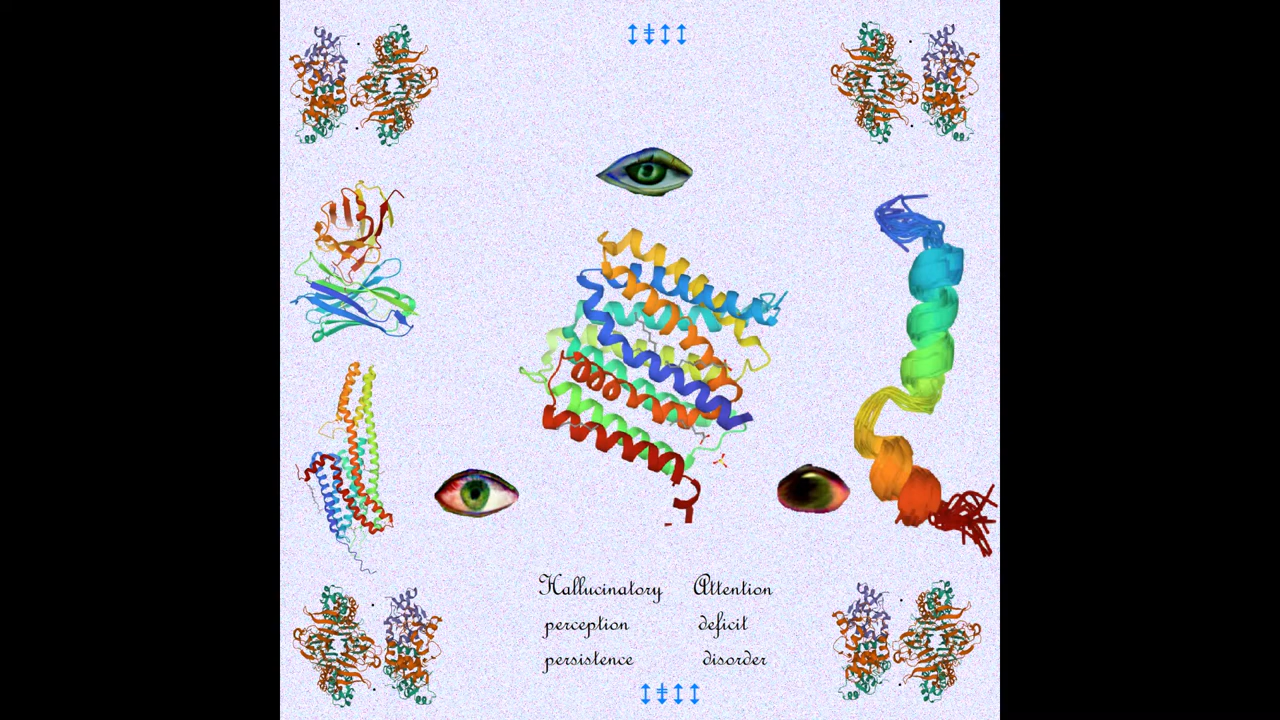 ↕⤈↕↕
Hallucinatory Attention
perception deficit
persistence disorder
↕⤈↕↕